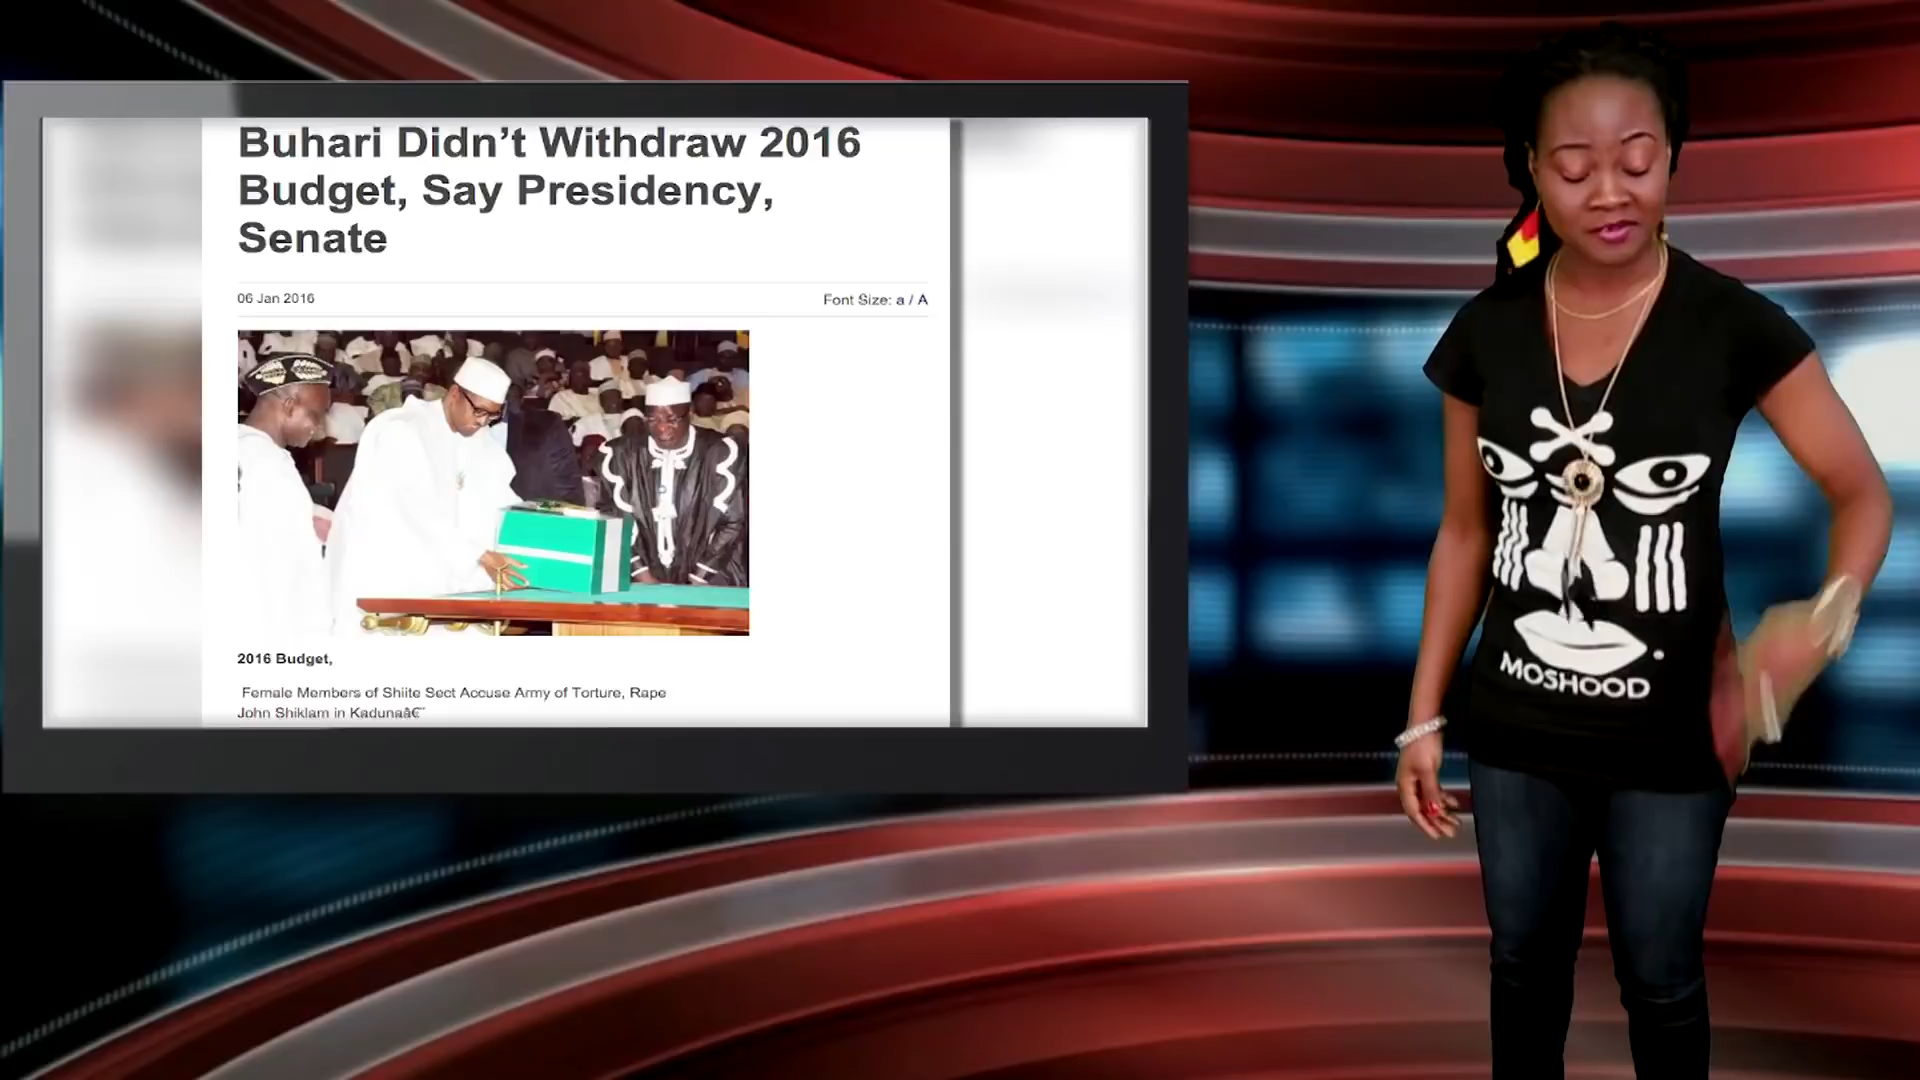 Buhari Didn’t Withdraw 2016
Budget, Say Presidency,
Senate
06 Jan 2016
Font Size: a / A
2016 Budget,
Female Members of Shiite Sect Accuse Army of Torture, Rape
John Shiklam in Kadunaâ€˜
MOSHOOD